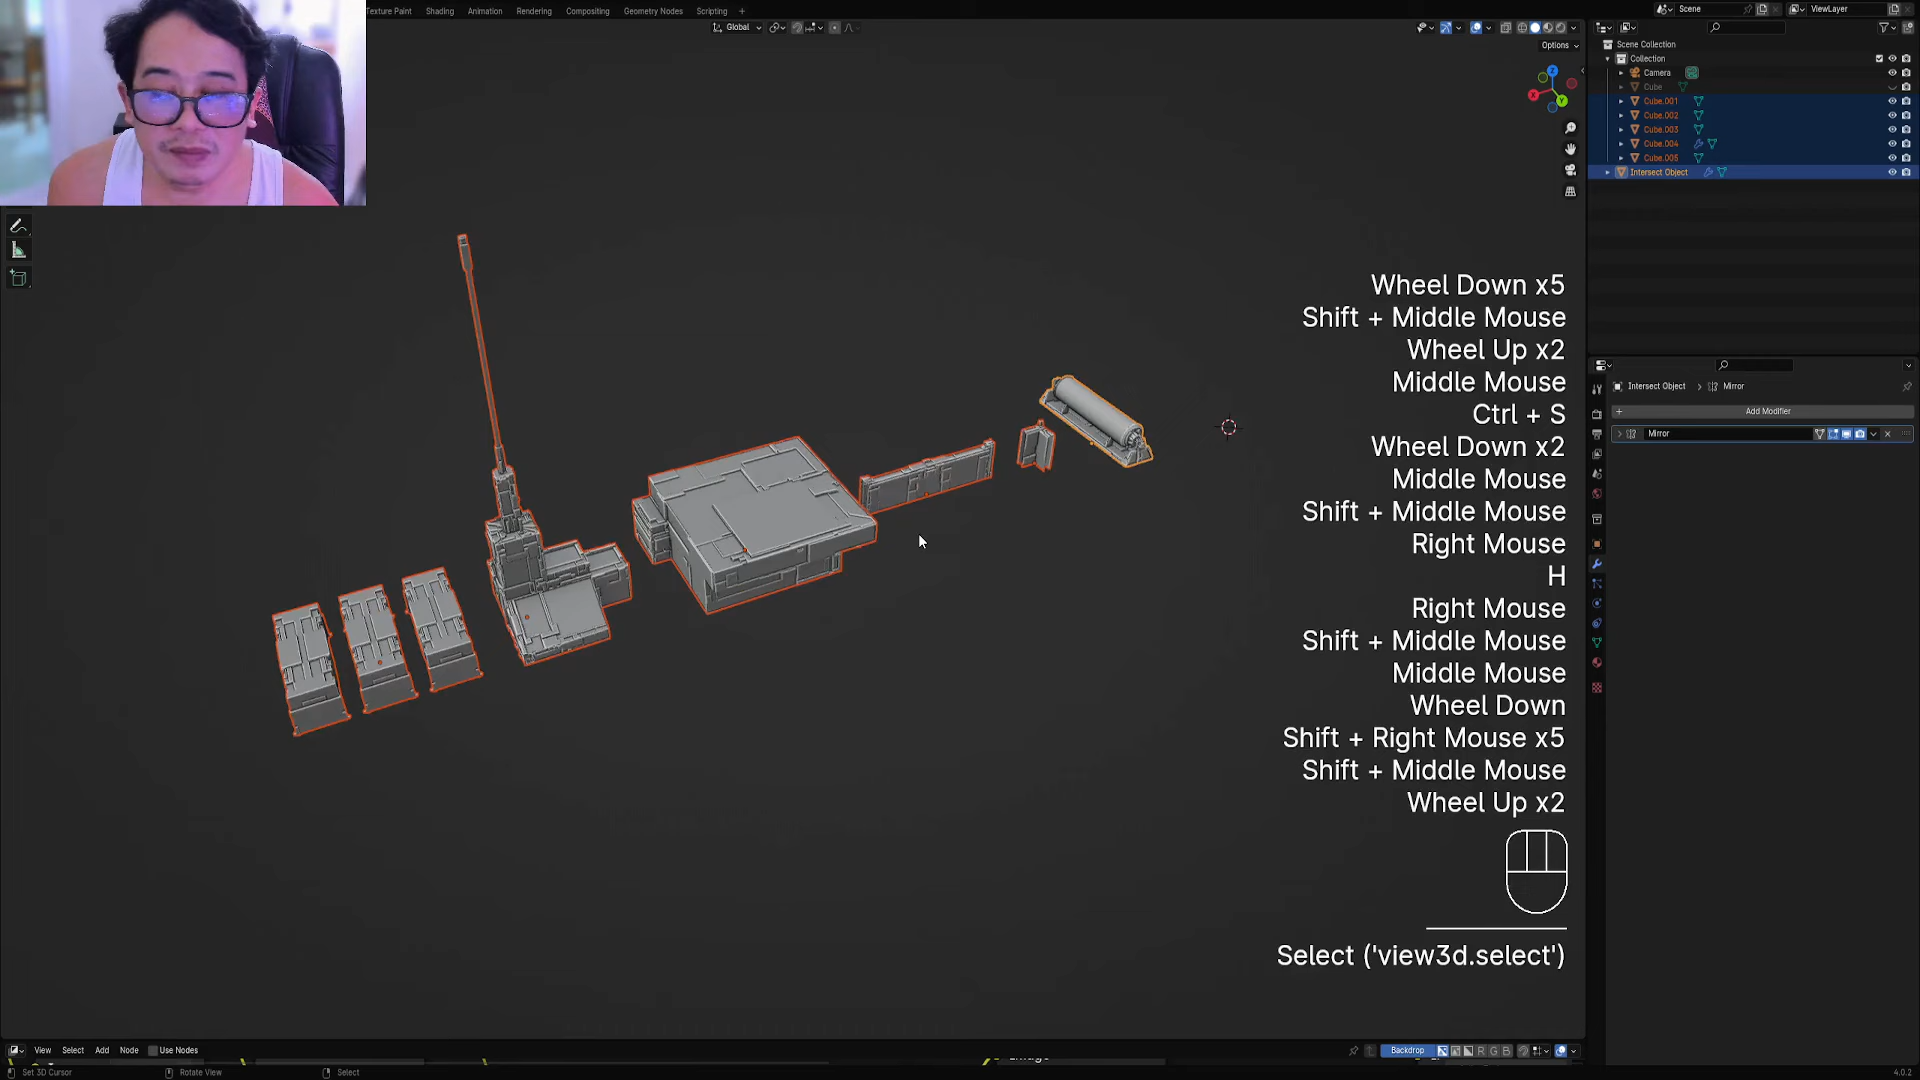 Texture Paint
Shading
Animation
Rendering
Compositing
Geometry Nodes
Scripting
+
Scene
ViewLayer
Global
Options
Z
X
Y
Scene Collection
Collection
Camera
Cube
Cube.001
Cube.002
Cube.003
Cube.004
Cube.005
Intersect Object
Intersect Object > Mirror
+ Add Modifier
Mirror
Wheel Down x5
Shift + Middle Mouse
Wheel Up x2
Middle Mouse
Ctrl + S
Wheel Down x2
Middle Mouse
Shift + Middle Mouse
Right Mouse
H
Right Mouse
Shift + Middle Mouse
Middle Mouse
Wheel Down
Shift + Right Mouse x5
Shift + Middle Mouse
Wheel Up x2
Select ('view3d.select')
View
Select
Add
Node
Use Nodes
Backdrop
R G B
Set 3D Cursor
Rotate View
Select
4.0.2